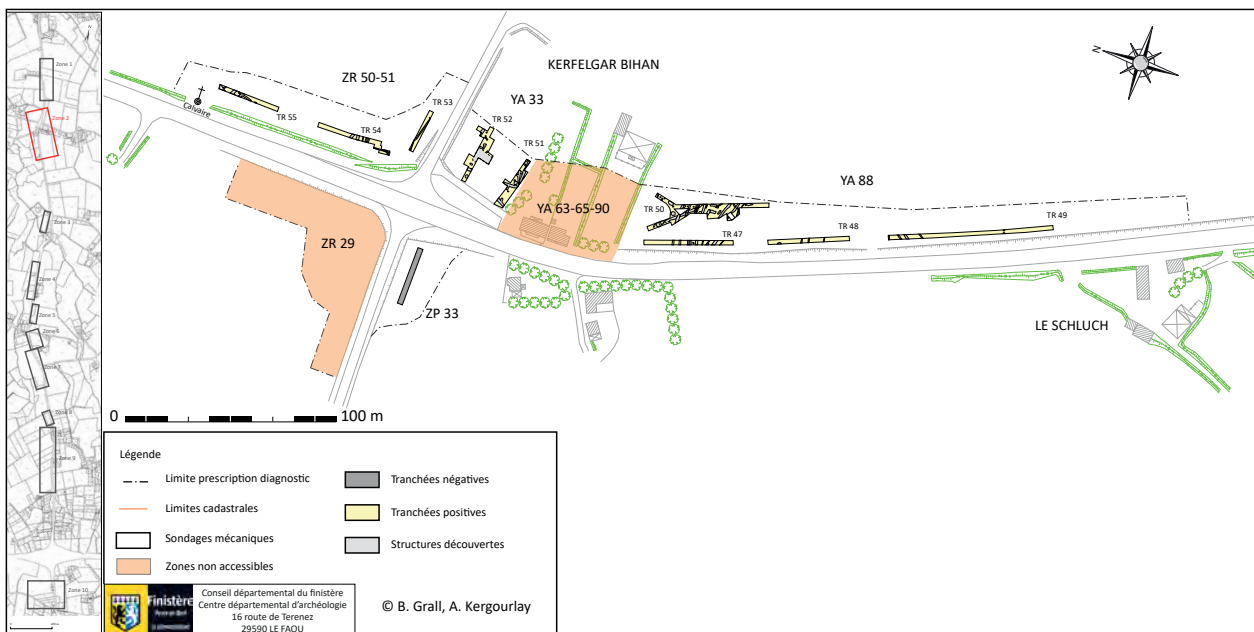 Zone 1
Zone 2
Zone 3
Zone 4
Zone 5
Zone 6
Zone 7
Zone 8
Zone 9
Zone 10
ZR 50-51
KERFELGAR BIHAN
N
Calvaire
TR 55
TR 54
TR 53
YA 33
TR 52
TR 51
YA 63-65-90
YA 88
TR 50
TR 47
TR 48
TR 49
ZR 29
ZP 33
LE SCHLUCH
0 100 m
Légende
Limite prescription diagnostic
Limites cadastrales
Sondages mécaniques
Zones non accessibles
Tranchées négatives
Tranchées positives
Structures découvertes
Finistère
Conseil départemental du finistère
Centre départemental d'archéologie
16 route de Terenez
29590 LE FAOU
© B. Grall, A. Kergourlay